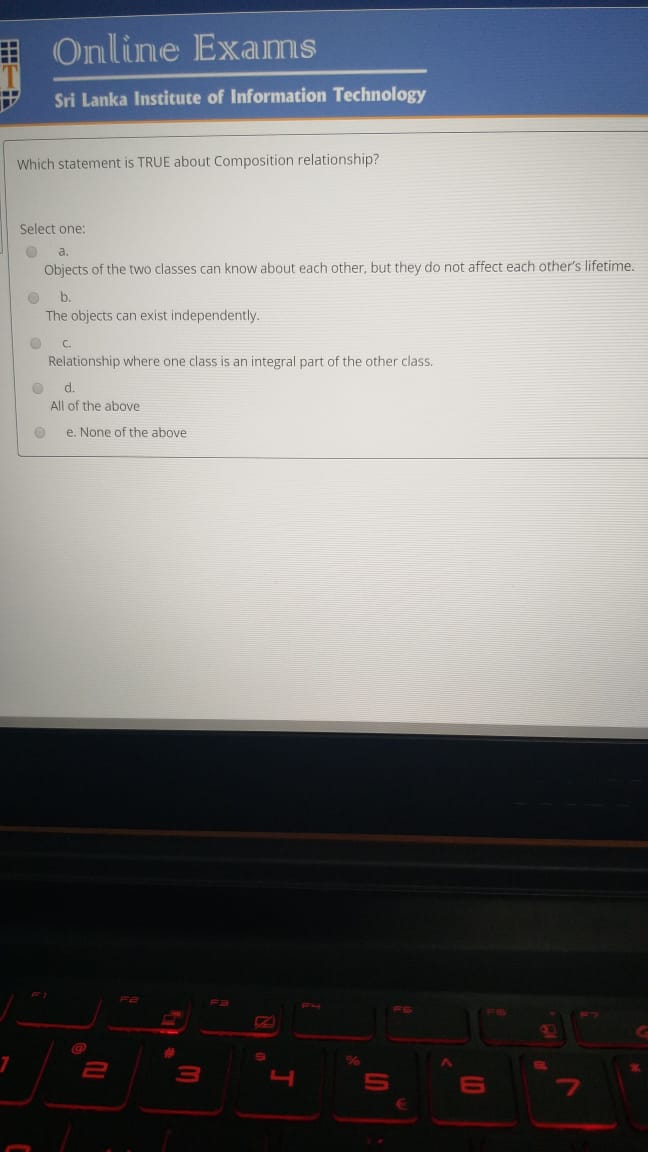 T
Online Exams
Sri Lanka Institute of Information Technology
Which statement is TRUE about Composition relationship?
Select one:
a.
Objects of the two classes can know about each other, but they do not affect each other's lifetime.
b.
The objects can exist independently.
c.
Relationship where one class is an integral part of the other class.
d.
All of the above
e. None of the above
F1 F2 F3 F4 F5 F6 F7
@ # $ % ^ & *
1 2 3 4 5 6 7
€